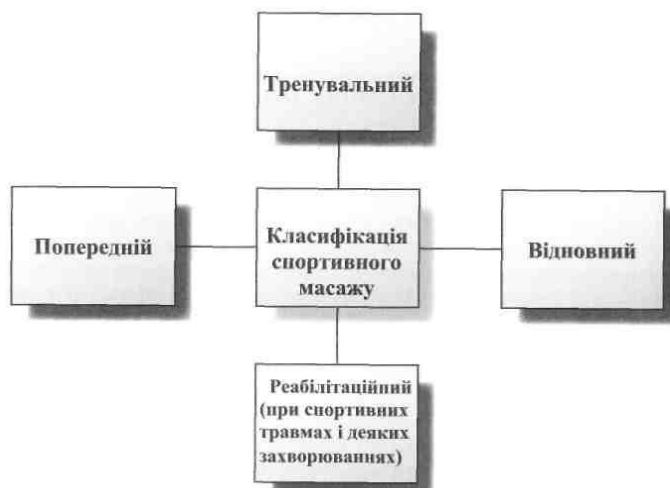 Тренувальний
Попередній
Класифікація
спортивного
масажу
Відновний
Реабілітаційний
(при спортивних
травмах і деяких
захворюваннях)